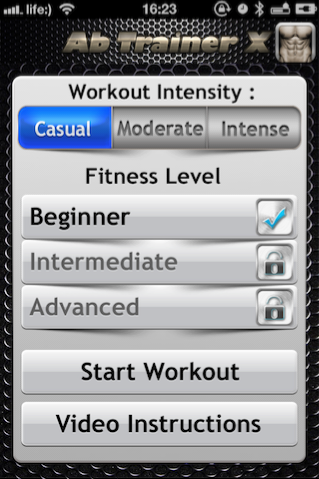 life:) 16:23
Ab Trainer X
Workout Intensity :
Casual Moderate Intense
Fitness Level
Beginner
Intermediate
Advanced
Start Workout
Video Instructions